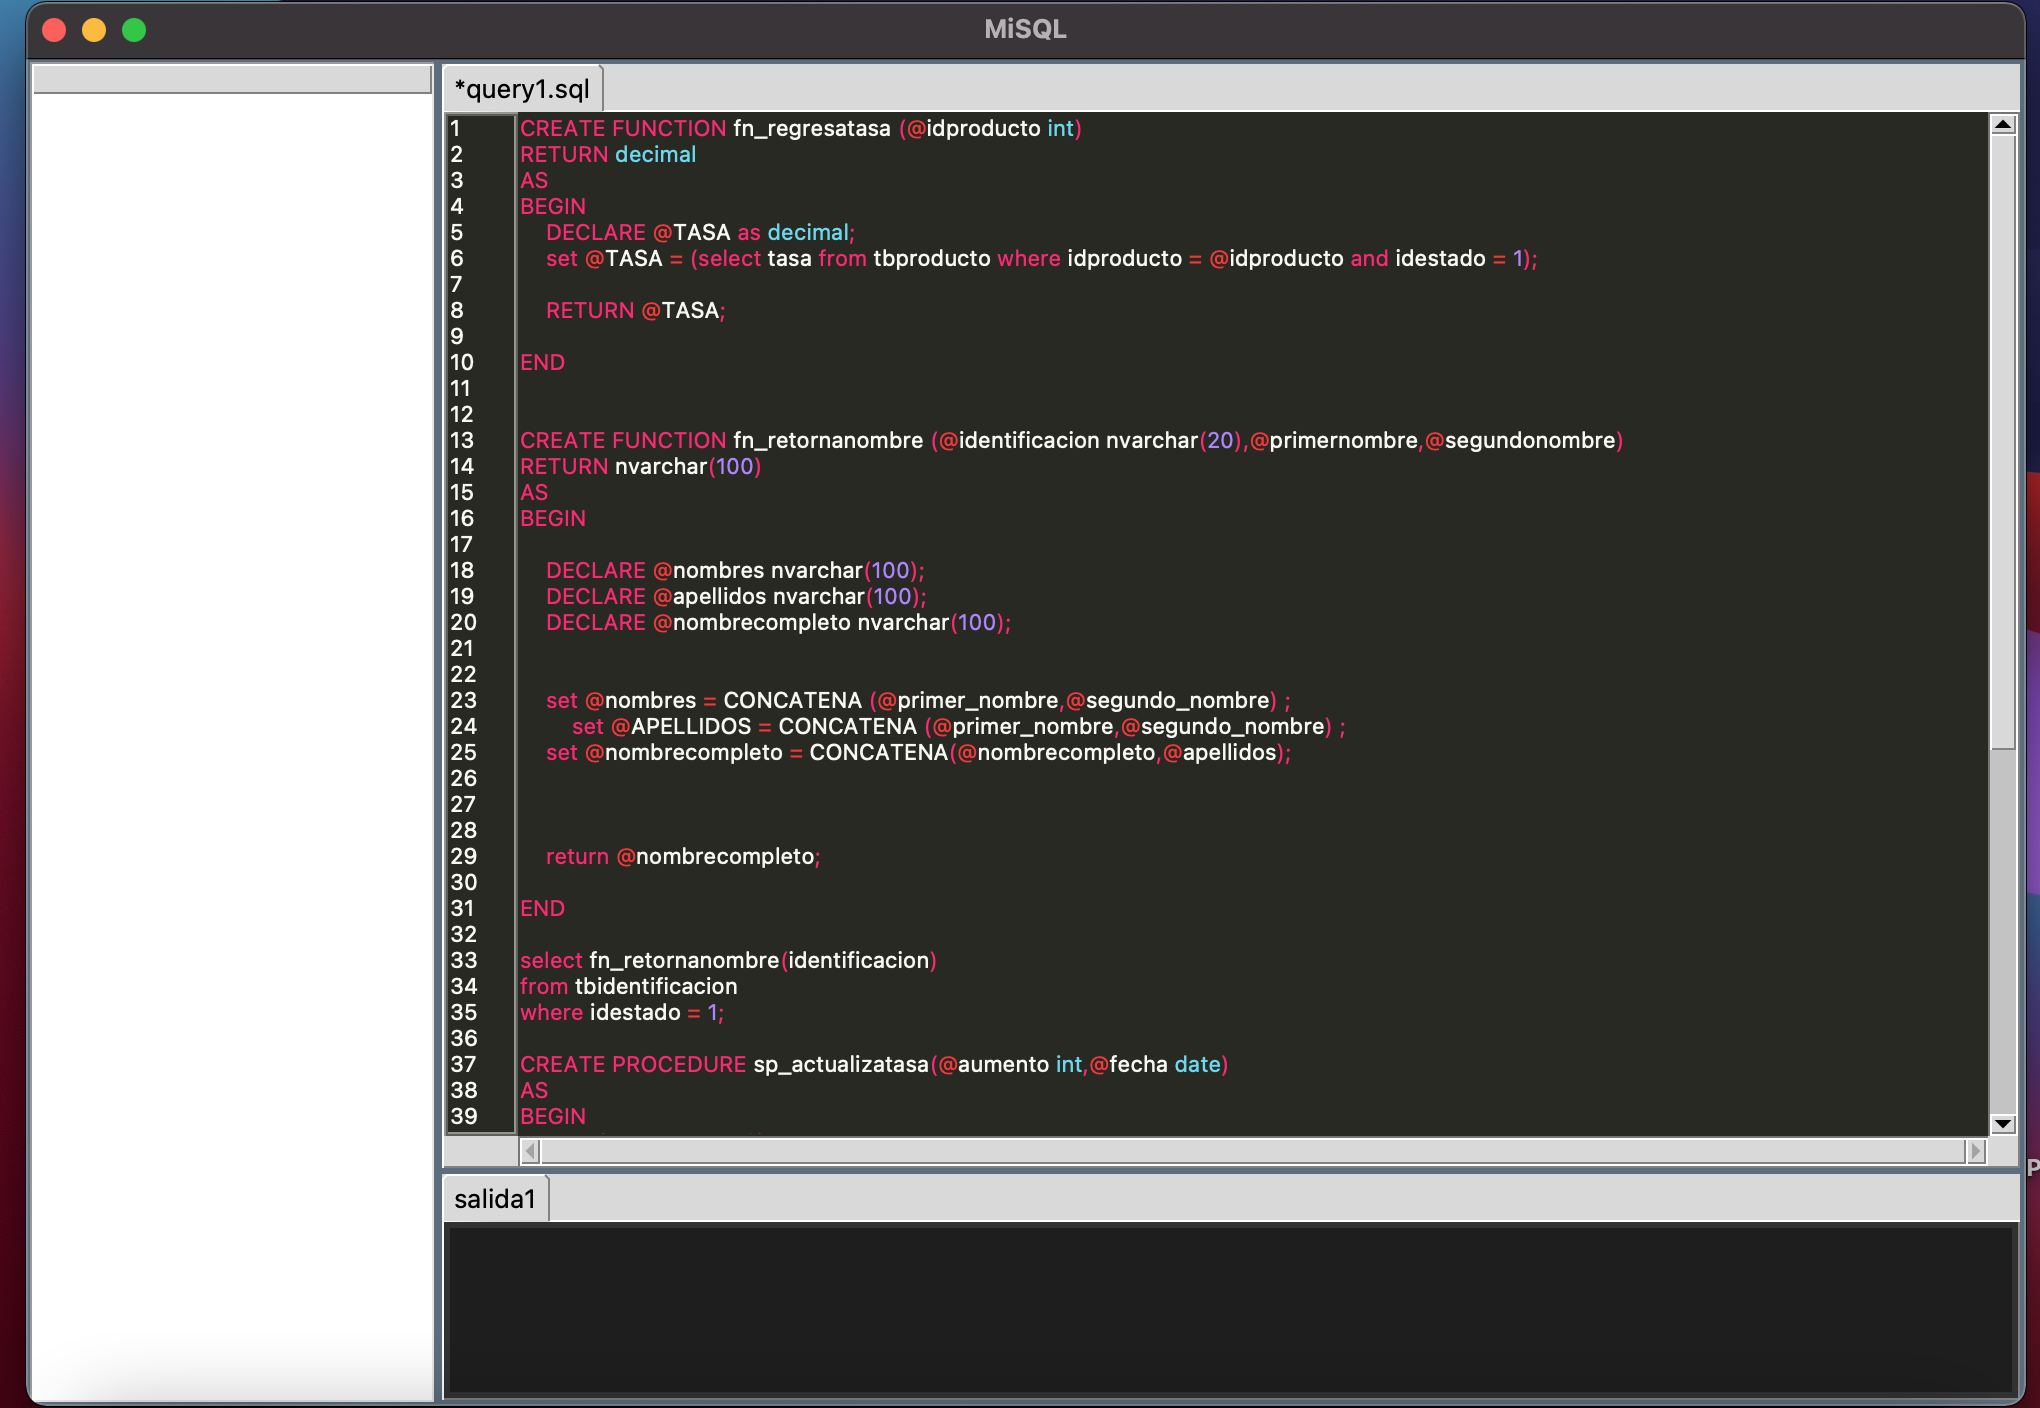 MiSQL
*query1.sql
1 CREATE FUNCTION fn_regresatasa (@idproducto int)
2 RETURN decimal
3 AS
4 BEGIN
5 DECLARE @TASA as decimal;
6 set @TASA = (select tasa from tbproducto where idproducto = @idproducto and idestado = 1);
7
8 RETURN @TASA;
9
10 END
11
12
13 CREATE FUNCTION fn_retornanombre (@identificacion nvarchar(20),@primernombre,@segundonombre)
14 RETURN nvarchar(100)
15 AS
16 BEGIN
17
18 DECLARE @nombres nvarchar(100);
19 DECLARE @apellidos nvarchar(100);
20 DECLARE @nombrecompleto nvarchar(100);
21
22
23 set @nombres = CONCATENA (@primer_nombre,@segundo_nombre) ;
24 set @APELLIDOS = CONCATENA (@primer_nombre,@segundo_nombre) ;
25 set @nombrecompleto = CONCATENA(@nombrecompleto,@apellidos);
26
27
28
29 return @nombrecompleto;
30
31 END
32
33 select fn_retornanombre(identificacion)
34 from tbidentificacion
35 where idestado = 1;
36
37 CREATE PROCEDURE sp_actualizatasa(@aumento int,@fecha date)
38 AS
39 BEGIN
salida1
P